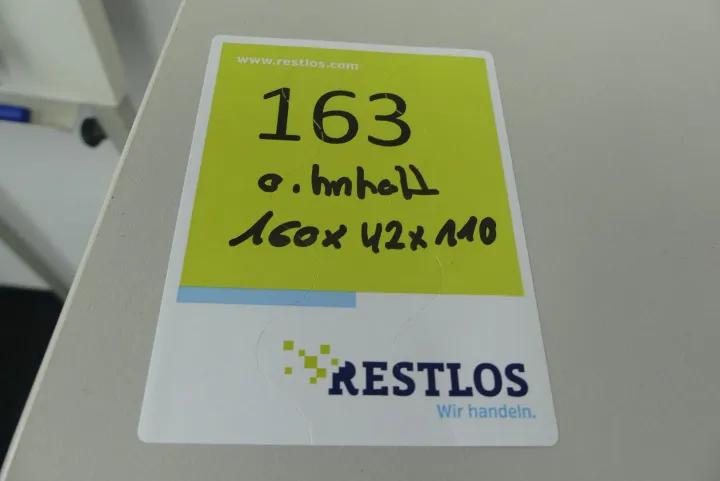 www.restlos.com
163
o. Inhalt
160x 42x 110
RESTLOS
Wir handeln.